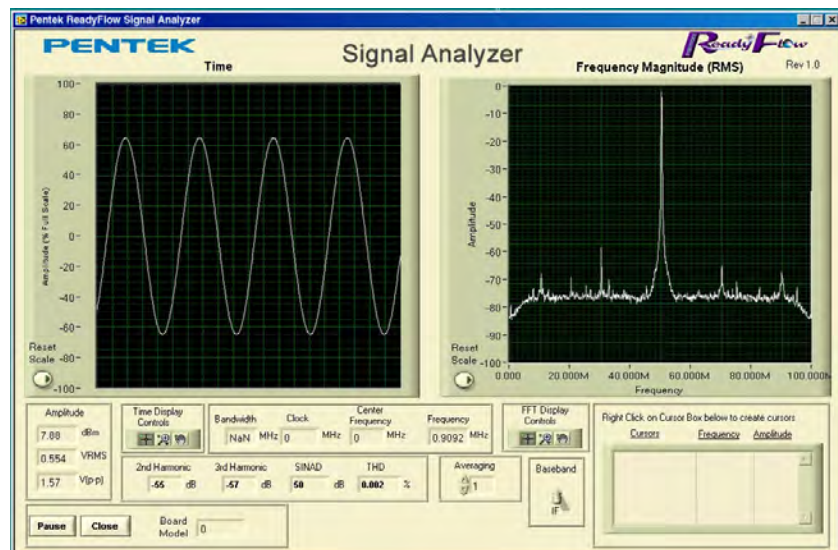 Pentek ReadyFlow Signal Analyzer
PENTEK
Signal Analyzer
ReadyFlow
Rev 1.0
Time
Frequency Magnitude (RMS)
Amplitude (% Full Scale)
100-
80-
60-
40-
20-
0-
-20-
-40-
-60-
-80-
-100-
Reset
Scale
Amplitude
0-
-10-
-20-
-30-
-40-
-50-
-60-
-70-
-80-
-90-
-100-
Reset
Scale
0.000 20.000M 40.000M 60.000M 80.000M 100.000M
Frequency
Amplitude
7.88 dBm
0.554 VRMS
1.57 V(p-p)
Time Display
Controls
Bandwidth Clock Center Frequency Frequency
NaN MHz 0 MHz 0 MHz 0.9092 MHz
FFT Display
Controls
2nd Harmonic 3rd Harmonic SINAD THD
-55 dB -57 dB 50 dB 0.002 %
Averaging
1
Baseband
IF
Right Click on Cursor Box below to create cursors
Cursors Frequency Amplitude
Pause Close Board Model 0